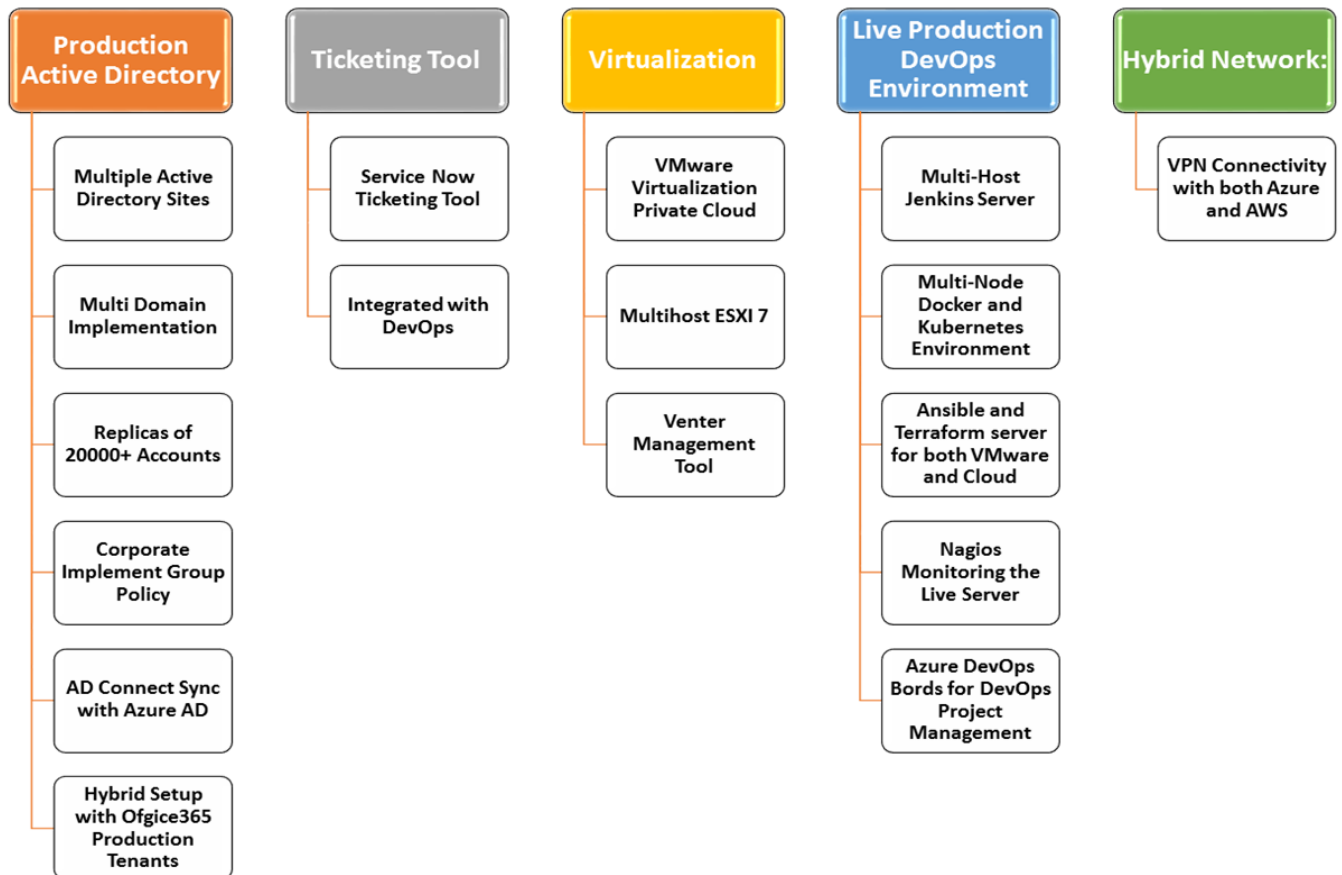 Production
Active Directory
Multiple Active
Directory Sites
Multi Domain
Implementation
Replicas of
20000+ Accounts
Corporate
Implement Group
Policy
AD Connect Sync
with Azure AD
Hybrid Setup
with Ofgice365
Production
Tenants
Ticketing Tool
Service Now
Ticketing Tool
Integrated with
DevOps
Virtualization
VMware
Virtualization
Private Cloud
Multihost ESXI 7
Venter
Management
Tool
Live Production
DevOps
Environment
Multi-Host
Jenkins Server
Multi-Node
Docker and
Kubernetes
Environment
Ansible and
Terraform server
for both VMware
and Cloud
Nagios
Monitoring the
Live Server
Azure DevOps
Bords for DevOps
Project
Management
Hybrid Network:
VPN Connectivity
with both Azure
and AWS